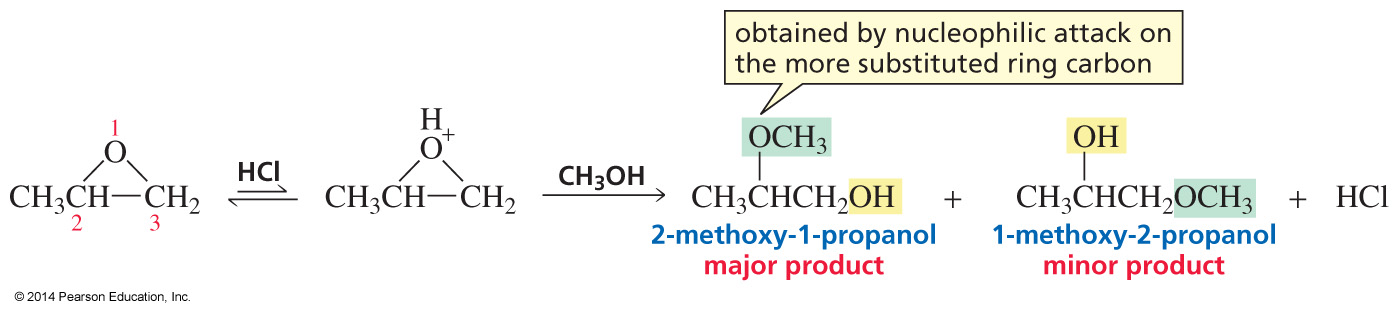 obtained by nucleophilic attack on
the more substituted ring carbon
1
O
CH₃CH—CH₂
2 3
HCl
H
O+
CH₃CH—CH₂
CH₃OH
OCH₃
CH₃CHCH₂OH
2-methoxy-1-propanol
major product
+
OH
CH₃CHCH₂OCH₃
1-methoxy-2-propanol
minor product
+ HCl
© 2014 Pearson Education, Inc.